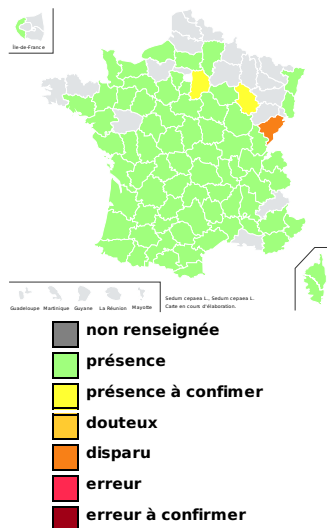 Île-de-France
Guadeloupe Martinique Guyane La Réunion Mayotte
Sedum cepaea L., Sedum cepaea L.
Carte en cours d'élaboration.
non renseignée
présence
présence à confimer
douteux
disparu
erreur
erreur à confirmer